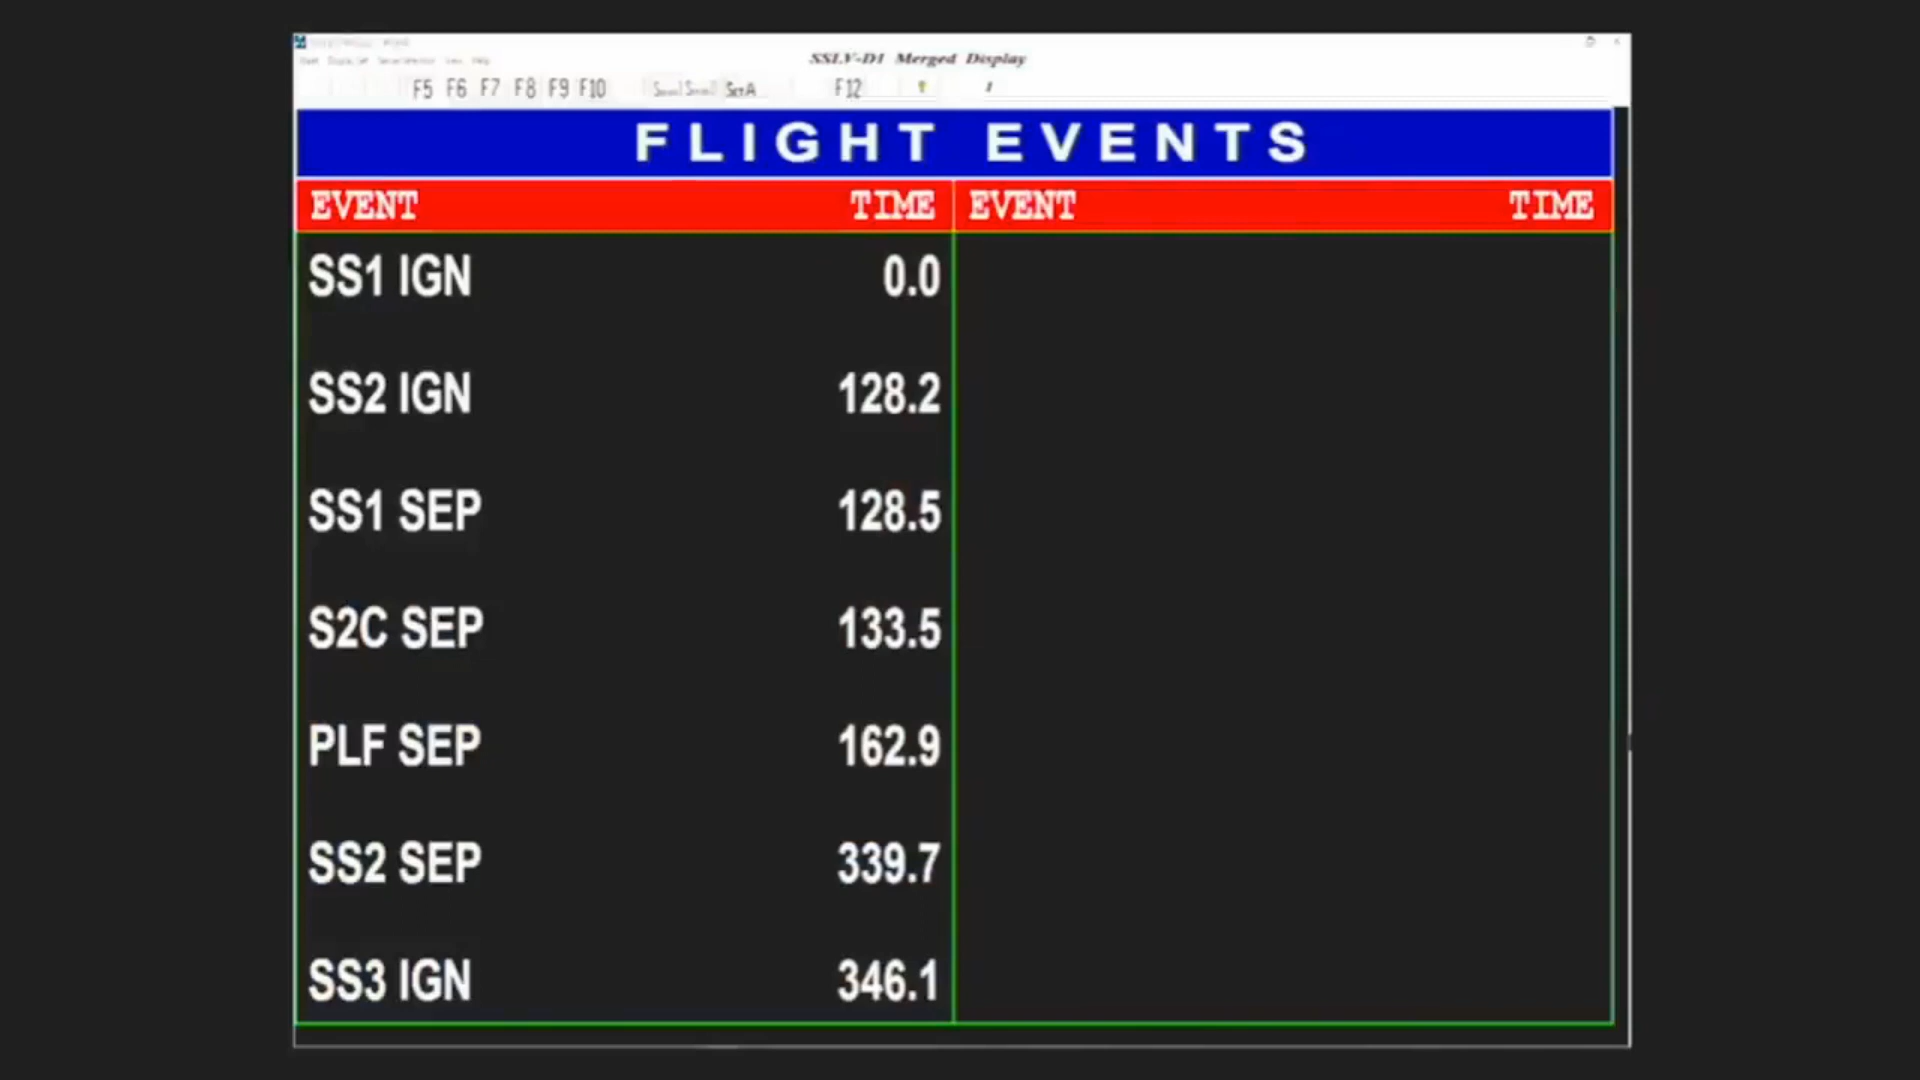 SSLV-D1 Merged Display
F5 F6 F7 F8 F9 F10 ScrA F12
FLIGHT EVENTS
EVENT TIME EVENT TIME
SS1 IGN 0.0
SS2 IGN 128.2
SS1 SEP 128.5
S2C SEP 133.5
PLF SEP 162.9
SS2 SEP 339.7
SS3 IGN 346.1